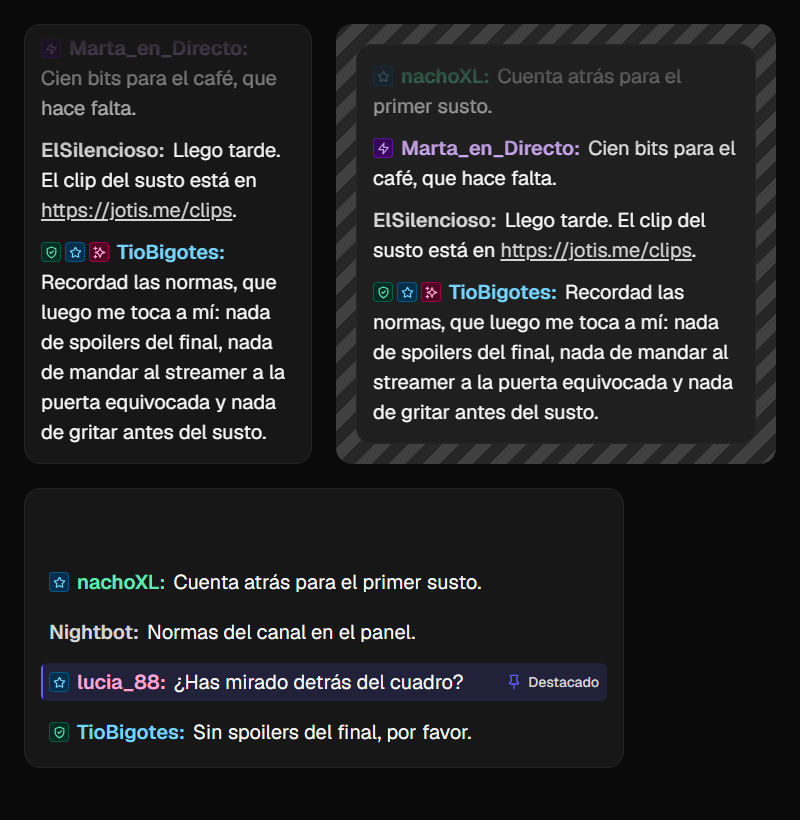 Marta_en_Directo:
Cien bits para el café, que
hace falta.
ElSilencioso: Llego tarde.
El clip del susto está en
https://jotis.me/clips.
TioBigotes:
Recordad las normas, que
luego me toca a mí: nada
de spoilers del final, nada
de mandar al streamer a la
puerta equivocada y nada
de gritar antes del susto.
nachoXL: Cuenta atrás para el
primer susto.
Marta_en_Directo: Cien bits para el
café, que hace falta.
ElSilencioso: Llego tarde. El clip del
susto está en https://jotis.me/clips.
TioBigotes: Recordad las
normas, que luego me toca a mí: nada
de spoilers del final, nada de mandar al
streamer a la puerta equivocada y nada
de gritar antes del susto.
nachoXL: Cuenta atrás para el primer susto.
Nightbot: Normas del canal en el panel.
lucia_88: ¿Has mirado detrás del cuadro? Destacado
TioBigotes: Sin spoilers del final, por favor.